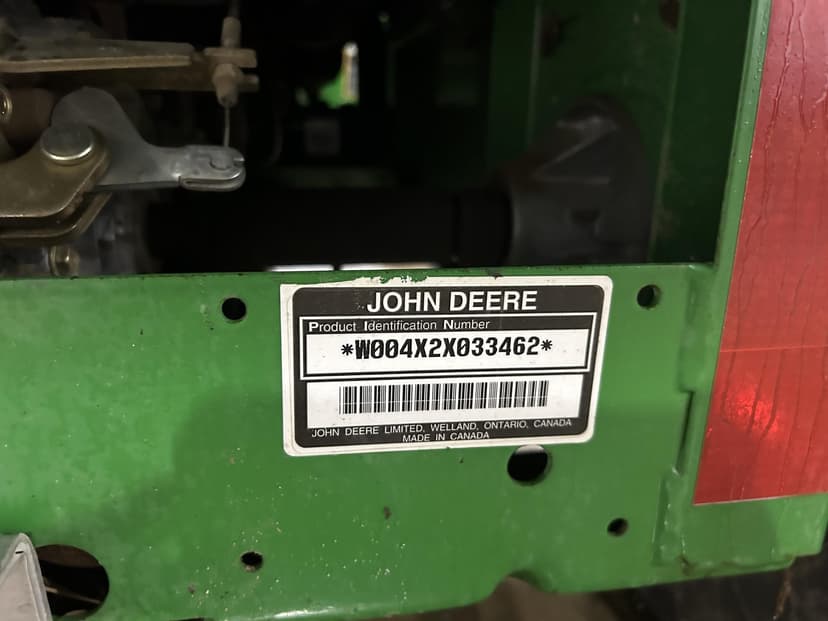 JOHN DEERE
Product Identification Number
*W004X2X033462*
JOHN DEERE LIMITED, WELLAND, ONTARIO, CANADA
MADE IN CANADA